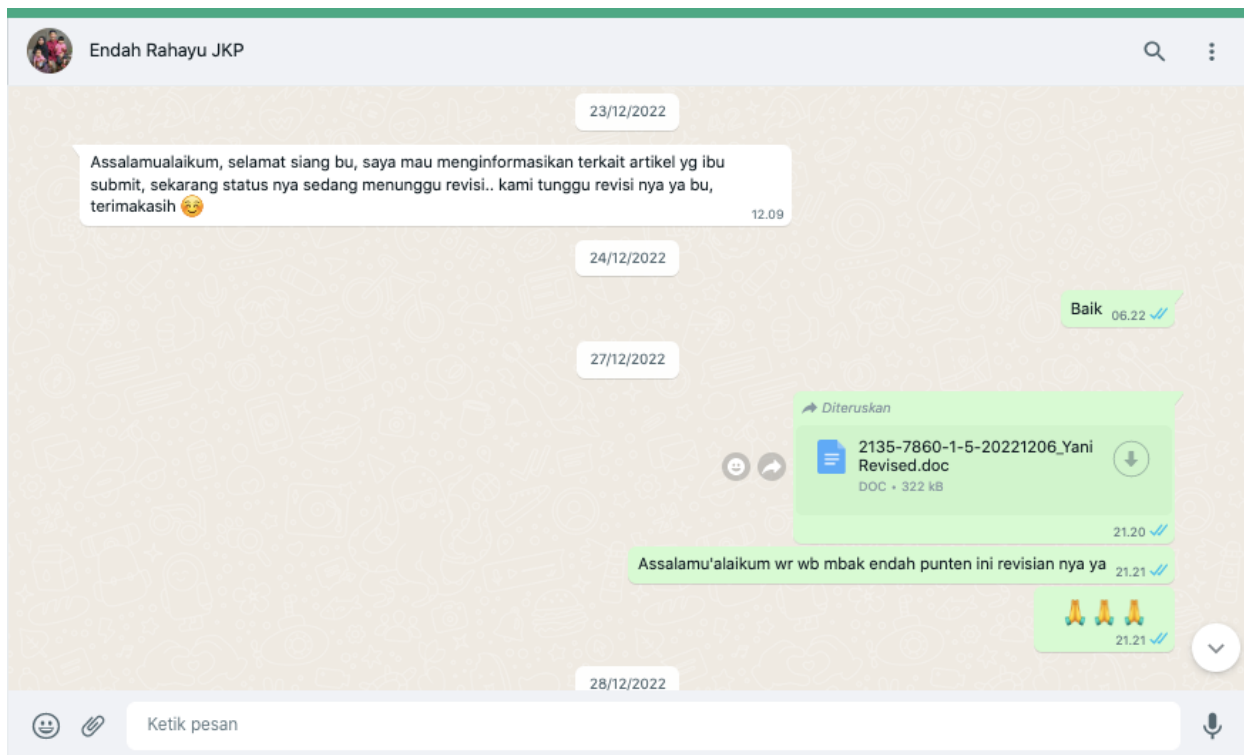 Endah Rahayu JKP
23/12/2022
Assalamualaikum, selamat siang bu, saya mau menginformasikan terkait artikel yg ibu
submit, sekarang status nya sedang menunggu revisi.. kami tunggu revisi nya ya bu,
terimakasih ☺️
12.09
24/12/2022
Baik 06.22
27/12/2022
Diteruskan
2135-7860-1-5-20221206_Yani
Revised.doc
DOC • 322 kB
21.20
Assalamu'alaikum wr wb mbak endah punten ini revisian nya ya 21.21
🙏🙏🙏
21.21
28/12/2022
Ketik pesan